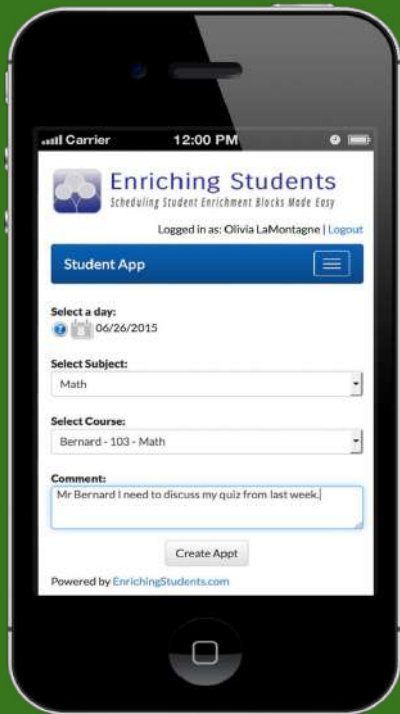 Carrier 12:00 PM
Enriching Students
Scheduling Student Enrichment Blocks Made Easy
Logged in as: Olivia LaMontagne | Logout
Student App
Select a day:
? 8 06/26/2015
Select Subject:
Math
Select Course:
Bernard - 103 - Math
Comment:
Mr Bernard I need to discuss my quiz from last week.
Create Appt
Powered by EnrichingStudents.com